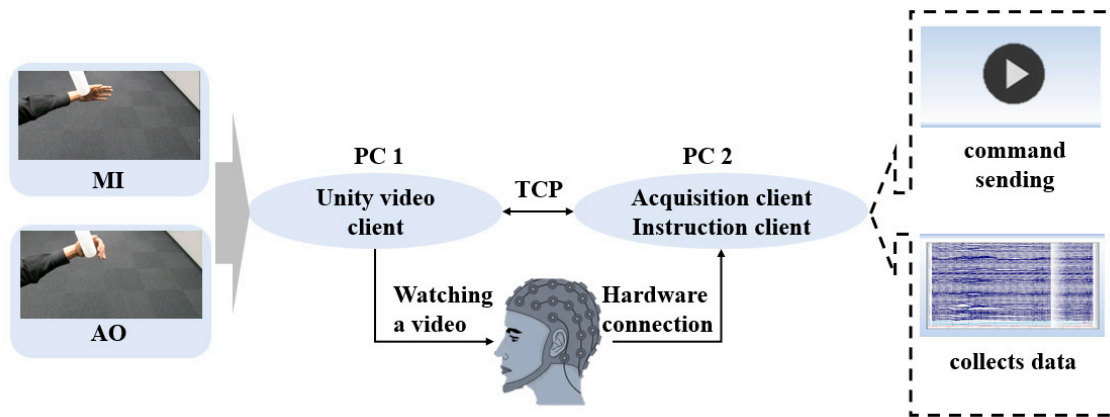 MI
AO
PC 1
Unity video
client
TCP
PC 2
Acquisition client
Instruction client
Watching
a video
Hardware
connection
command
sending
collects data